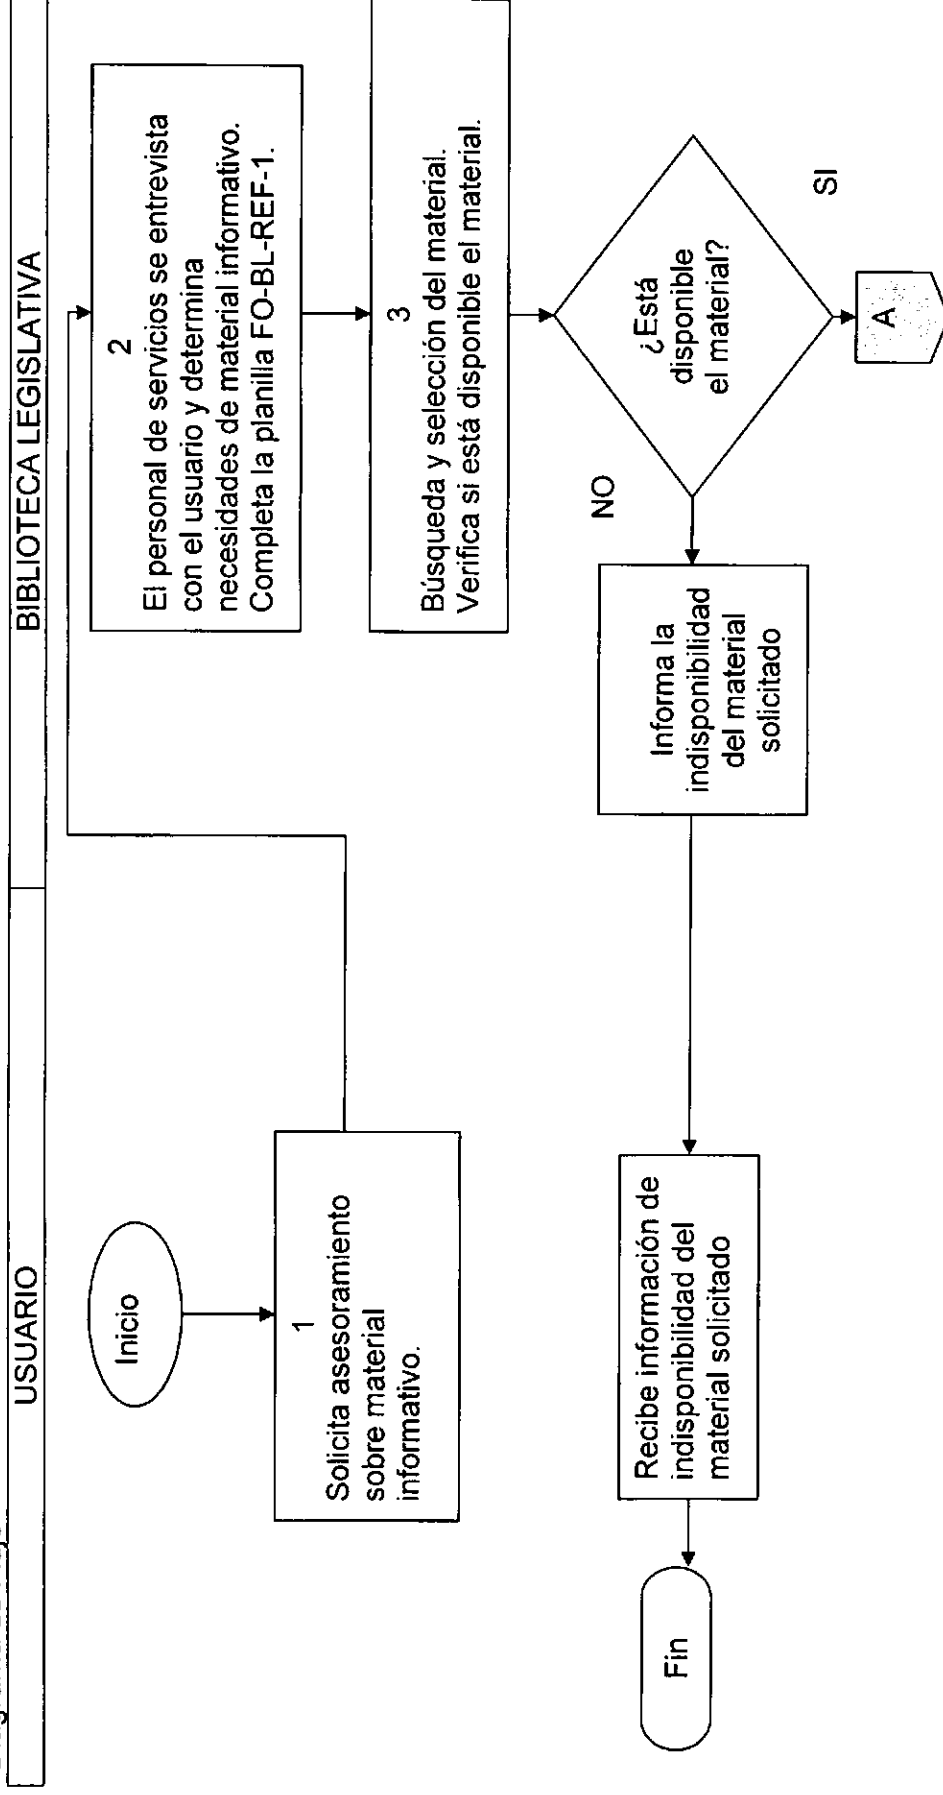 USUARIO
BIBLIOTECA LEGISLATIVA
Inicio
1
Solicita asesoramiento
sobre material
informativo.
2
El personal de servicios se entrevista
con el usuario y determina
necesidades de material informativo.
Completa la planilla FO-BL-REF-1.
3
Búsqueda y selección del material.
Verifica si está disponible el material.
¿Está
disponible
el material?
NO
SI
Informa la
indisponibilidad
del material
solicitado
A
Recibe información de
indisponibilidad del
material solicitado
Fin